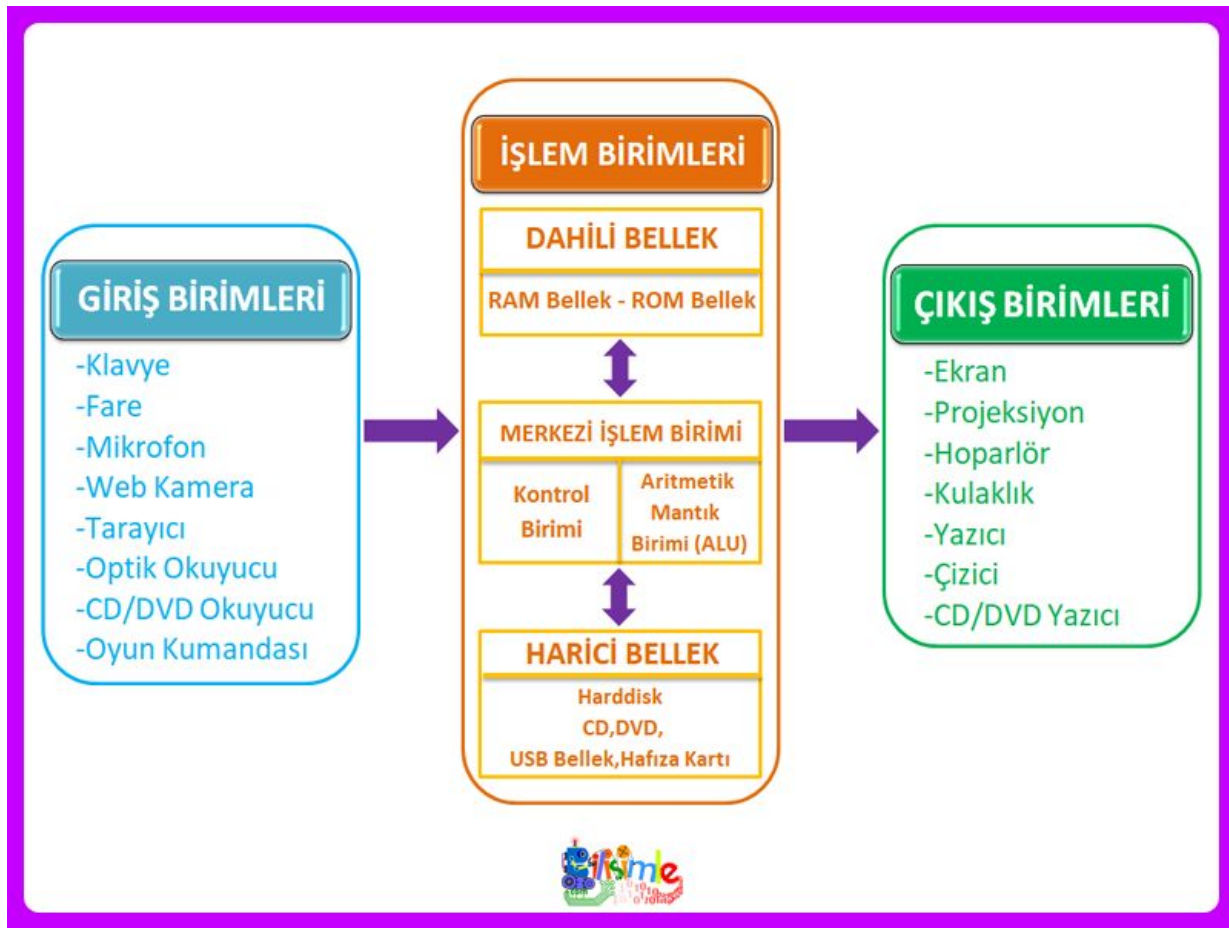 GİRİŞ BİRİMLERİ
-Klavye
-Fare
-Mikrofon
-Web Kamera
-Tarayıcı
-Optik Okuyucu
-CD/DVD Okuyucu
-Oyun Kumandası
İŞLEM BİRİMLERİ
DAHİLİ BELLEK
RAM Bellek - ROM Bellek
MERKEZİ İŞLEM BİRİMİ
Kontrol
Birimi
Aritmetik
Mantık
Birimi (ALU)
HARİCİ BELLEK
Harddisk
CD,DVD,
USB Bellek,Hafıza Kartı
ÇIKIŞ BİRİMLERİ
-Ekran
-Projeksiyon
-Hoparlör
-Kulaklık
-Yazıcı
-Çizici
-CD/DVD Yazıcı
Bilişimle